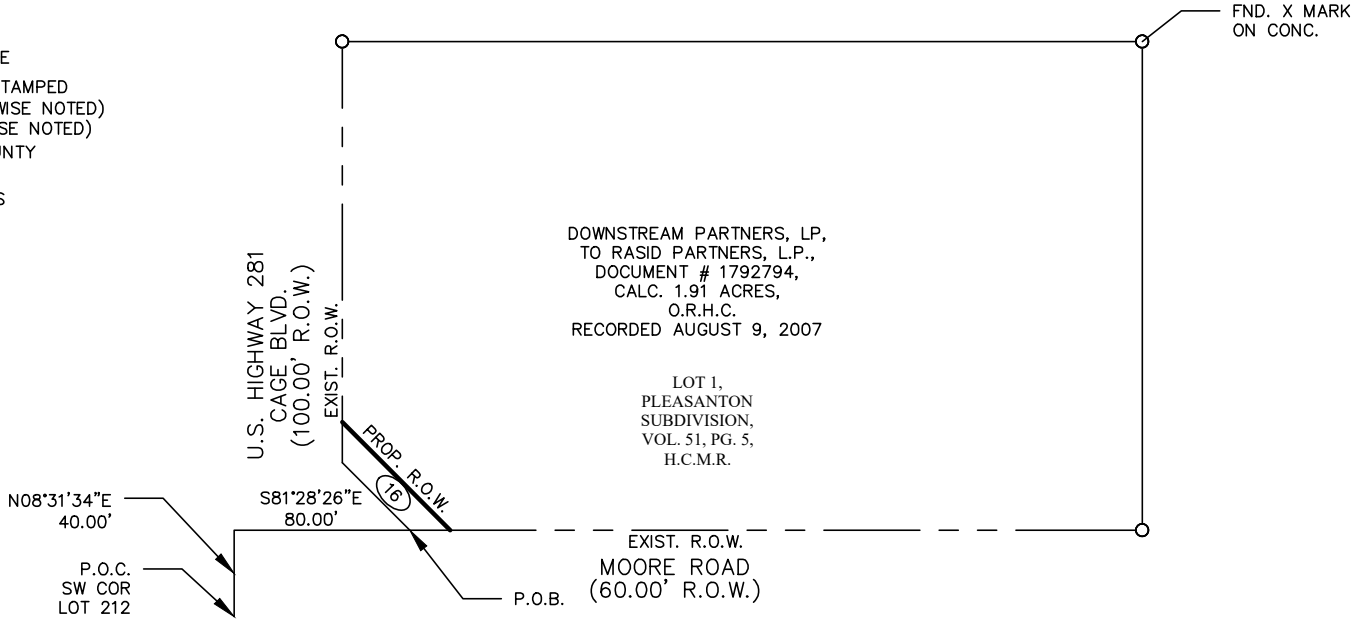 FND. X MARK
ON CONC.
E
TAMPED
WISE NOTED)
SE NOTED)
UNTY
S
DOWNSTREAM PARTNERS, LP,
TO RASID PARTNERS, L.P.,
DOCUMENT # 1792794,
CALC. 1.91 ACRES,
O.R.H.C.
RECORDED AUGUST 9, 2007
LOT 1,
PLEASANTON
SUBDIVISION,
VOL. 51, PG. 5,
H.C.M.R.
U.S. HIGHWAY 281
CAGE BLVD.
(100.00' R.O.W.)
EXIST. R.O.W.
PROP. R.O.W.
16
N08°31'34"E
40.00'
S81°28'26"E
80.00'
P.O.C.
SW COR
LOT 212
P.O.B.
EXIST. R.O.W.
MOORE ROAD
(60.00' R.O.W.)